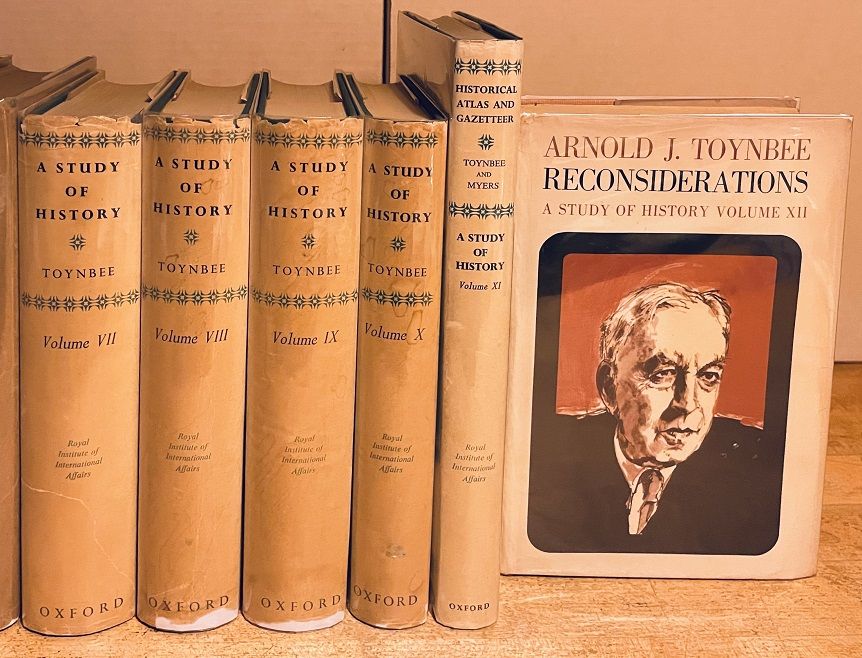 A STUDY
OF
HISTORY
TOYNBEE
Volume VII
Royal
Institute of
International
Affairs
OXFORD
A STUDY
OF
HISTORY
TOYNBEE
Volume VIII
Royal
Institute of
International
Affairs
OXFORD
A STUDY
OF
HISTORY
TOYNBEE
Volume IX
Royal
Institute of
International
Affairs
OXFORD
A STUDY
OF
HISTORY
TOYNBEE
Volume X
Royal
Institute of
International
Affairs
OXFORD
HISTORICAL
ATLAS AND
GAZETTEER
TOYNBEE
AND
MYERS
A STUDY
OF
HISTORY
Volume XI
Royal
Institute of
International
Affairs
OXFORD
ARNOLD J. TOYNBEE
RECONSIDERATIONS
A STUDY OF HISTORY VOLUME XII